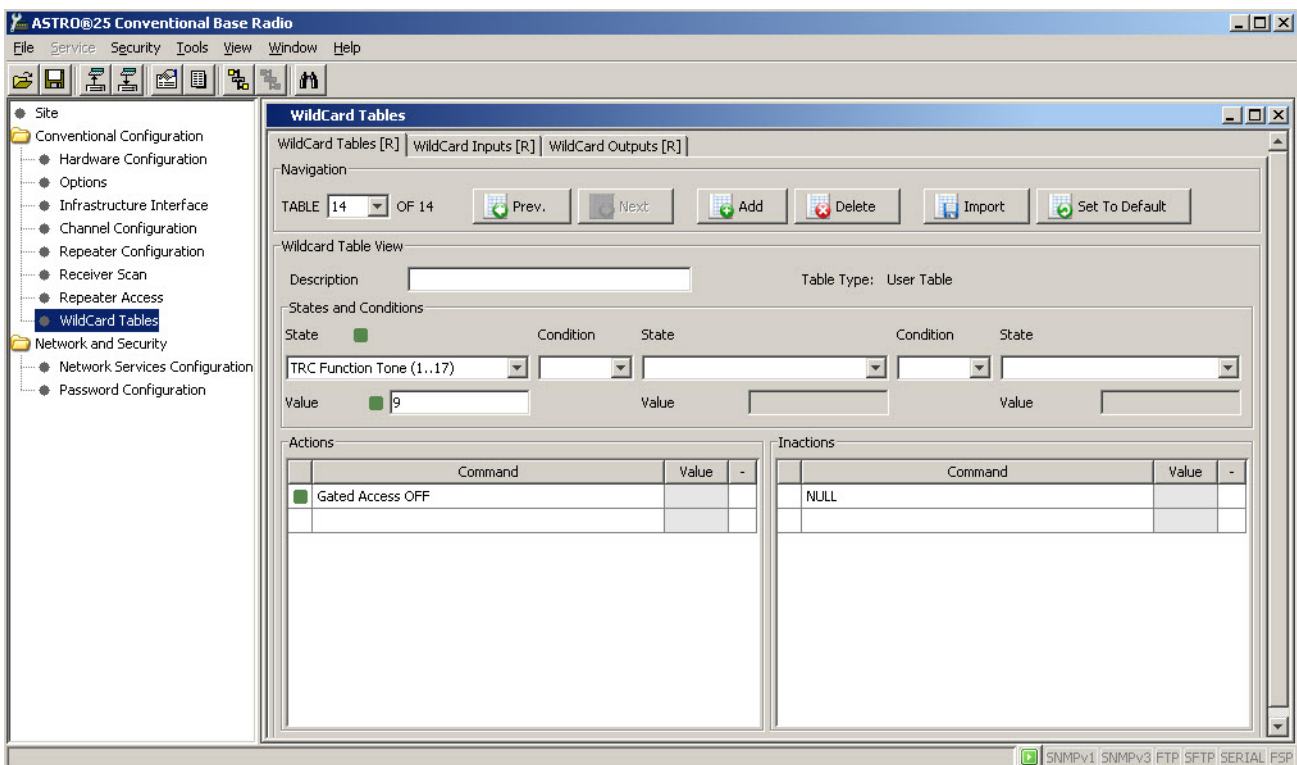 ASTRO®25 Conventional Base Radio
File Service Security Tools View Window Help
Site
Conventional Configuration
Hardware Configuration
Options
Infrastructure Interface
Channel Configuration
Repeater Configuration
Receiver Scan
Repeater Access
WildCard Tables
Network and Security
Network Services Configuration
Password Configuration
WildCard Tables
WildCard Tables [R] WildCard Inputs [R] WildCard Outputs [R]
Navigation
TABLE 14 OF 14 Prev. Next Add Delete Import Set To Default
Wildcard Table View
Description Table Type: User Table
States and Conditions
State Condition State Condition State
TRC Function Tone (1..17)
Value 9 Value Value
Actions
Command Value -
Gated Access OFF
Inactions
Command Value -
NULL
SNMPv1 SNMPv3 FTP SFTP SERIAL FSP